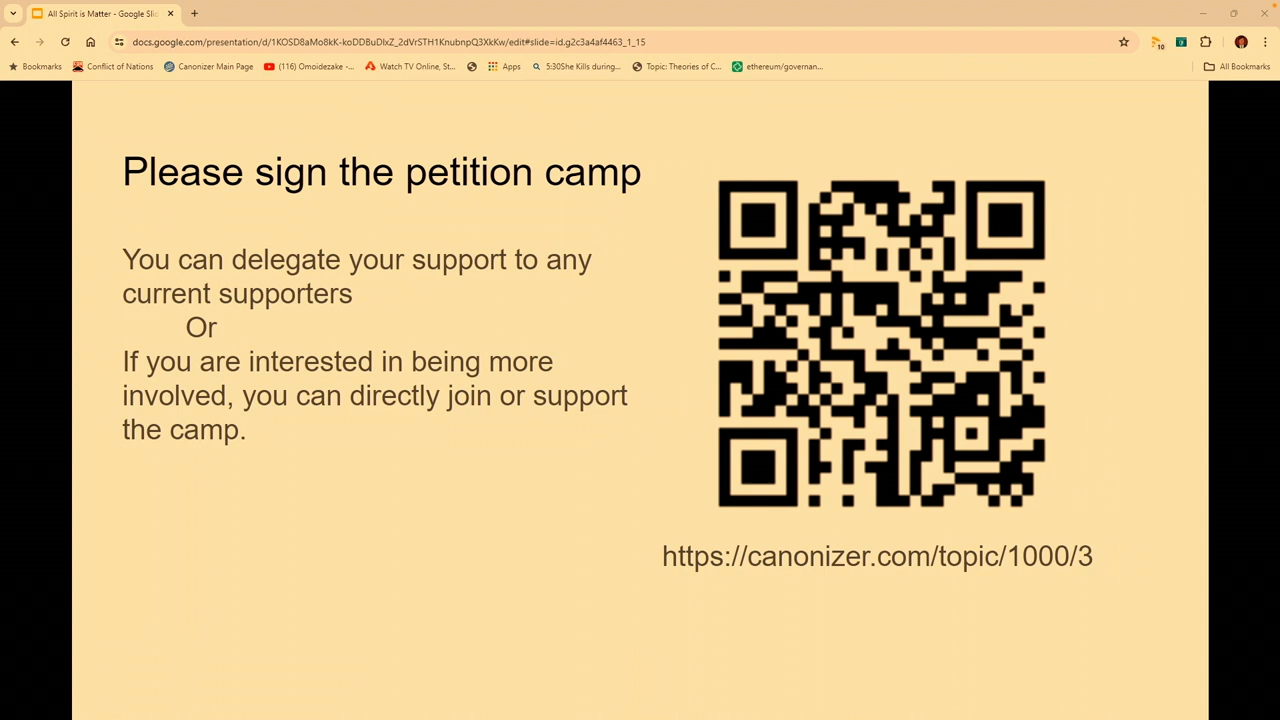 All Spirit is Matter - Google Slid
docs.google.com/presentation/d/1KOSD8aMo8kK-koDDBuDlxZ_2dVrSTH1KnubnpQ3XkKw/edit#slide=id.g2c3a4af4463_1_15
10
Bookmarks Conflict of Nations Canonizer Main Page (116) Omoidezake -... Watch TV Online, St... Apps 5:30She Kills during... Topic: Theories of C... ethereum/governan... All Bookmarks
Please sign the petition camp
You can delegate your support to any
current supporters
Or
If you are interested in being more
involved, you can directly join or support
the camp.
https://canonizer.com/topic/1000/3